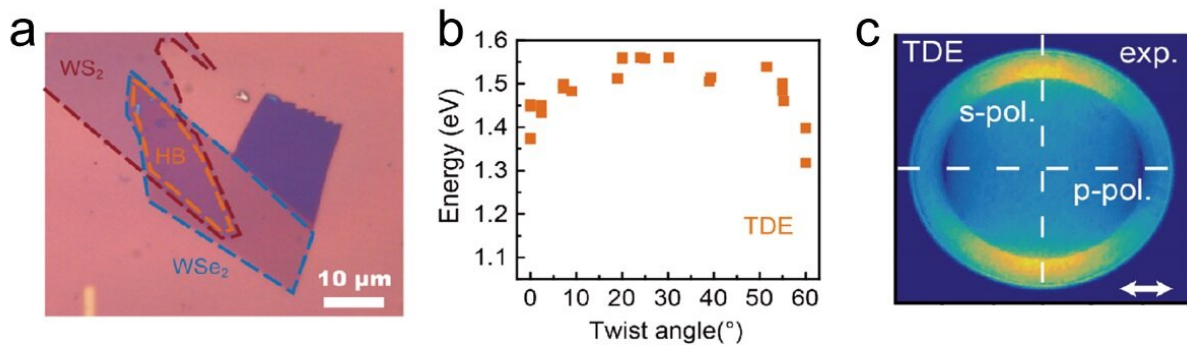 a
WS₂
HB
WSe₂
10 μm
b
Energy (eV)
1.6
1.5
1.4
1.3
1.2
1.1
TDE
0 10 20 30 40 50 60
Twist angle(°)
c
TDE exp.
s-pol.
p-pol.